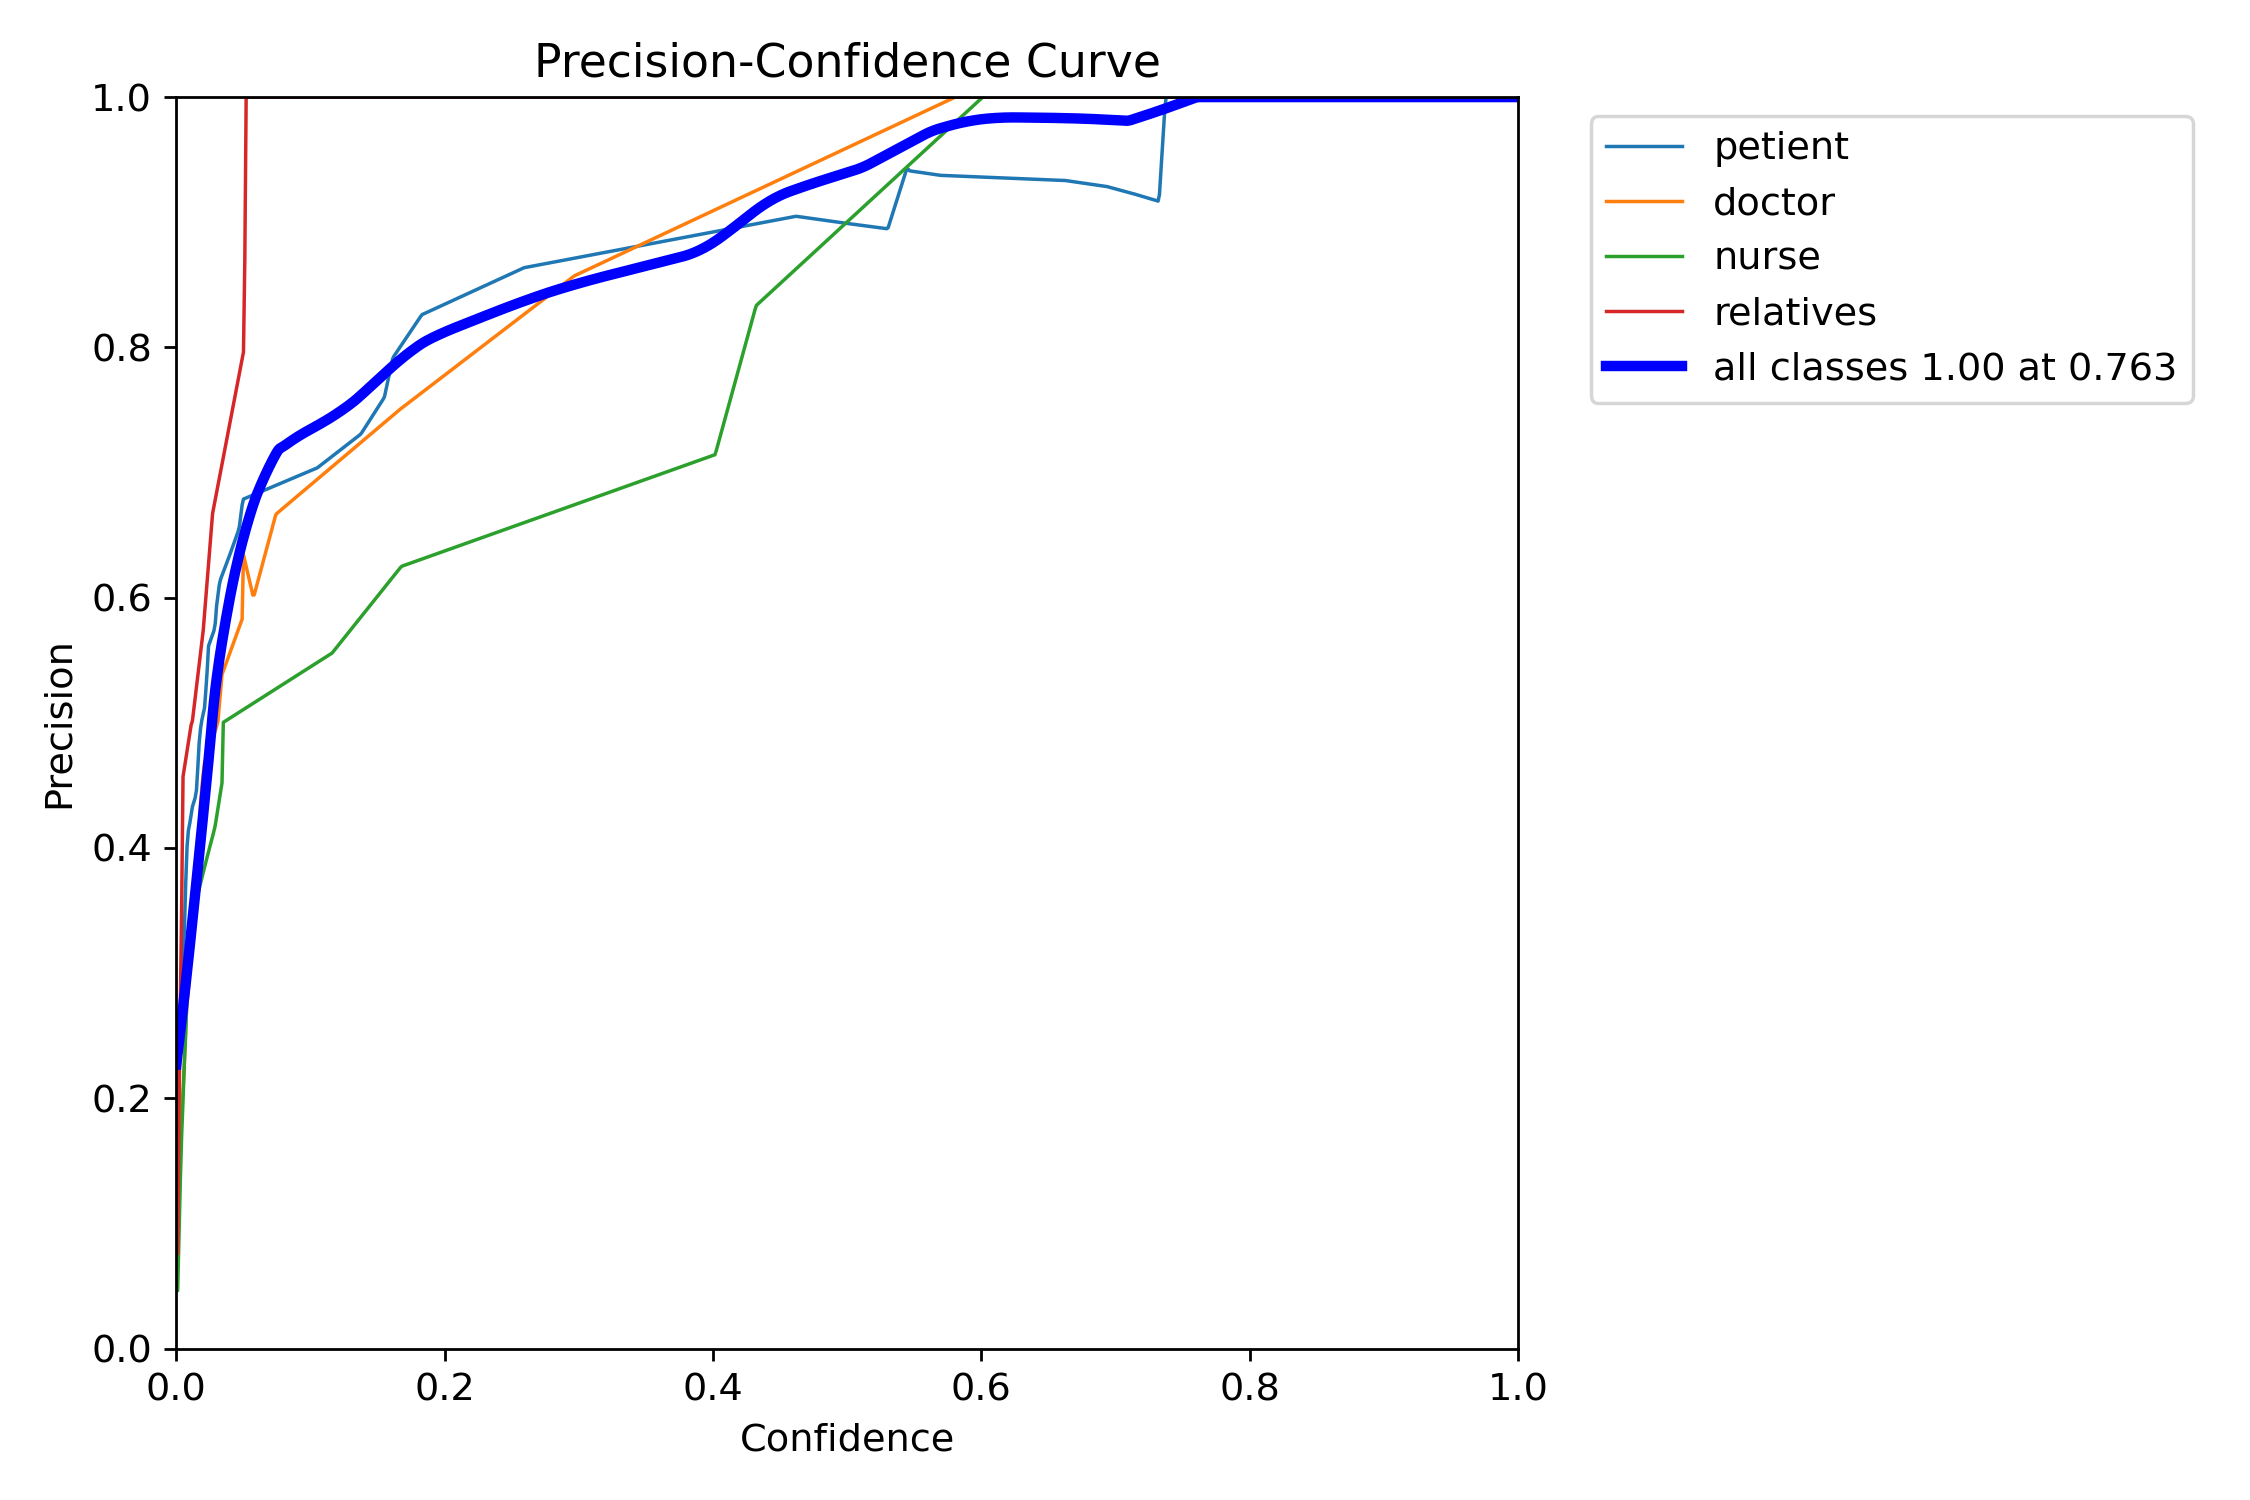 Precision-Confidence Curve
1.0
0.8
0.6
0.4
0.2
0.0
Precision
0.0 0.2 0.4 0.6 0.8 1.0
Confidence
petient
doctor
nurse
relatives
all classes 1.00 at 0.763